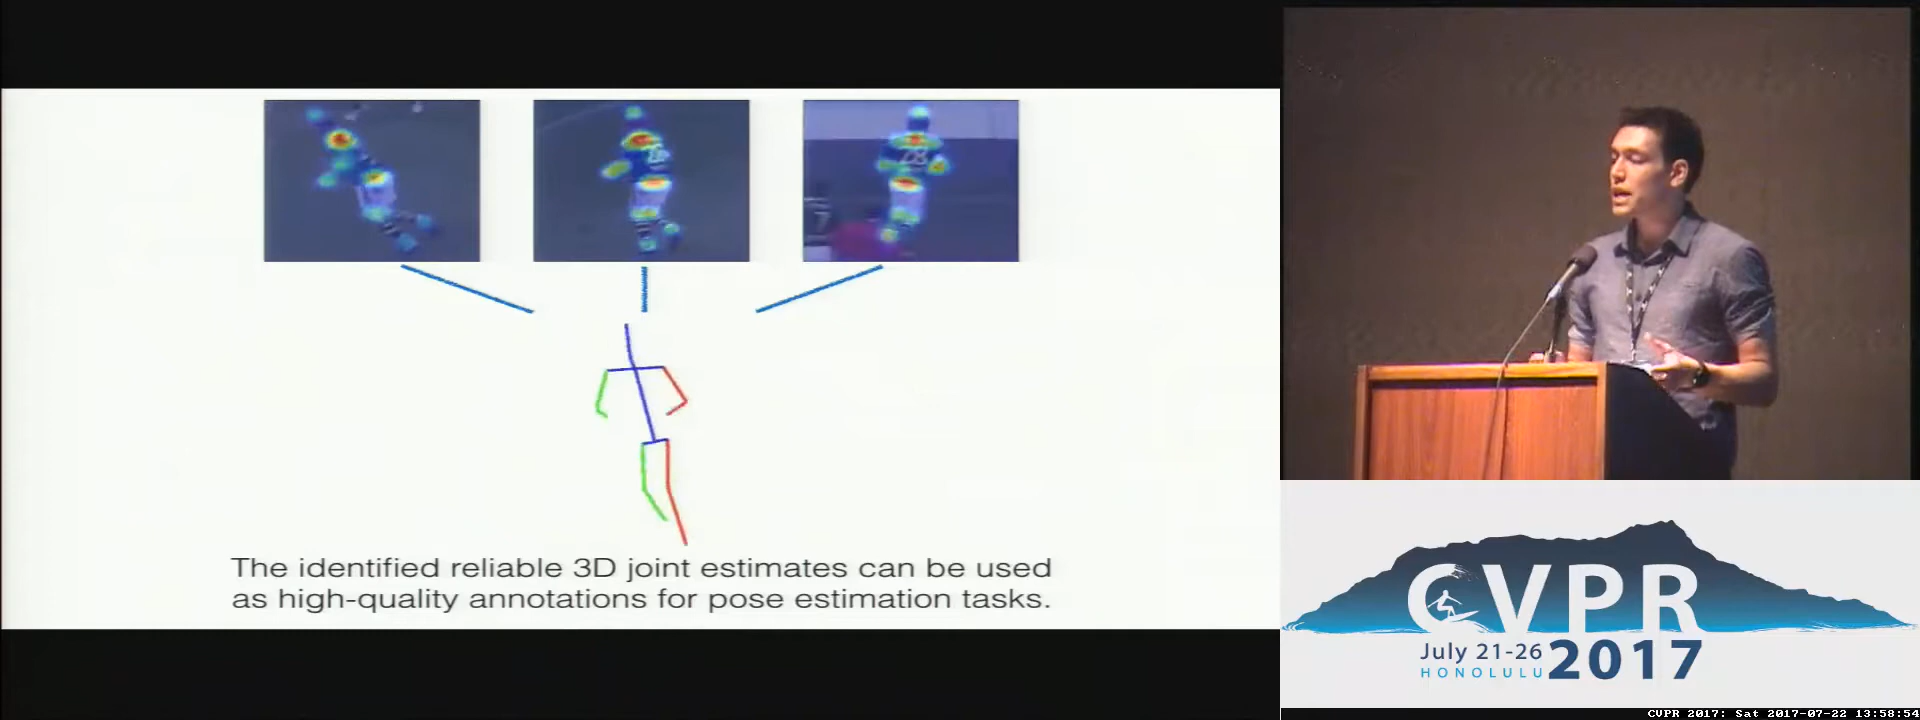 The identified reliable 3D joint estimates can be used
as high-quality annotations for pose estimation tasks.
CVPR
July 21-26
2017
HONOLULU
CVPR 2017: Sat 2017-07-22 13:58:54